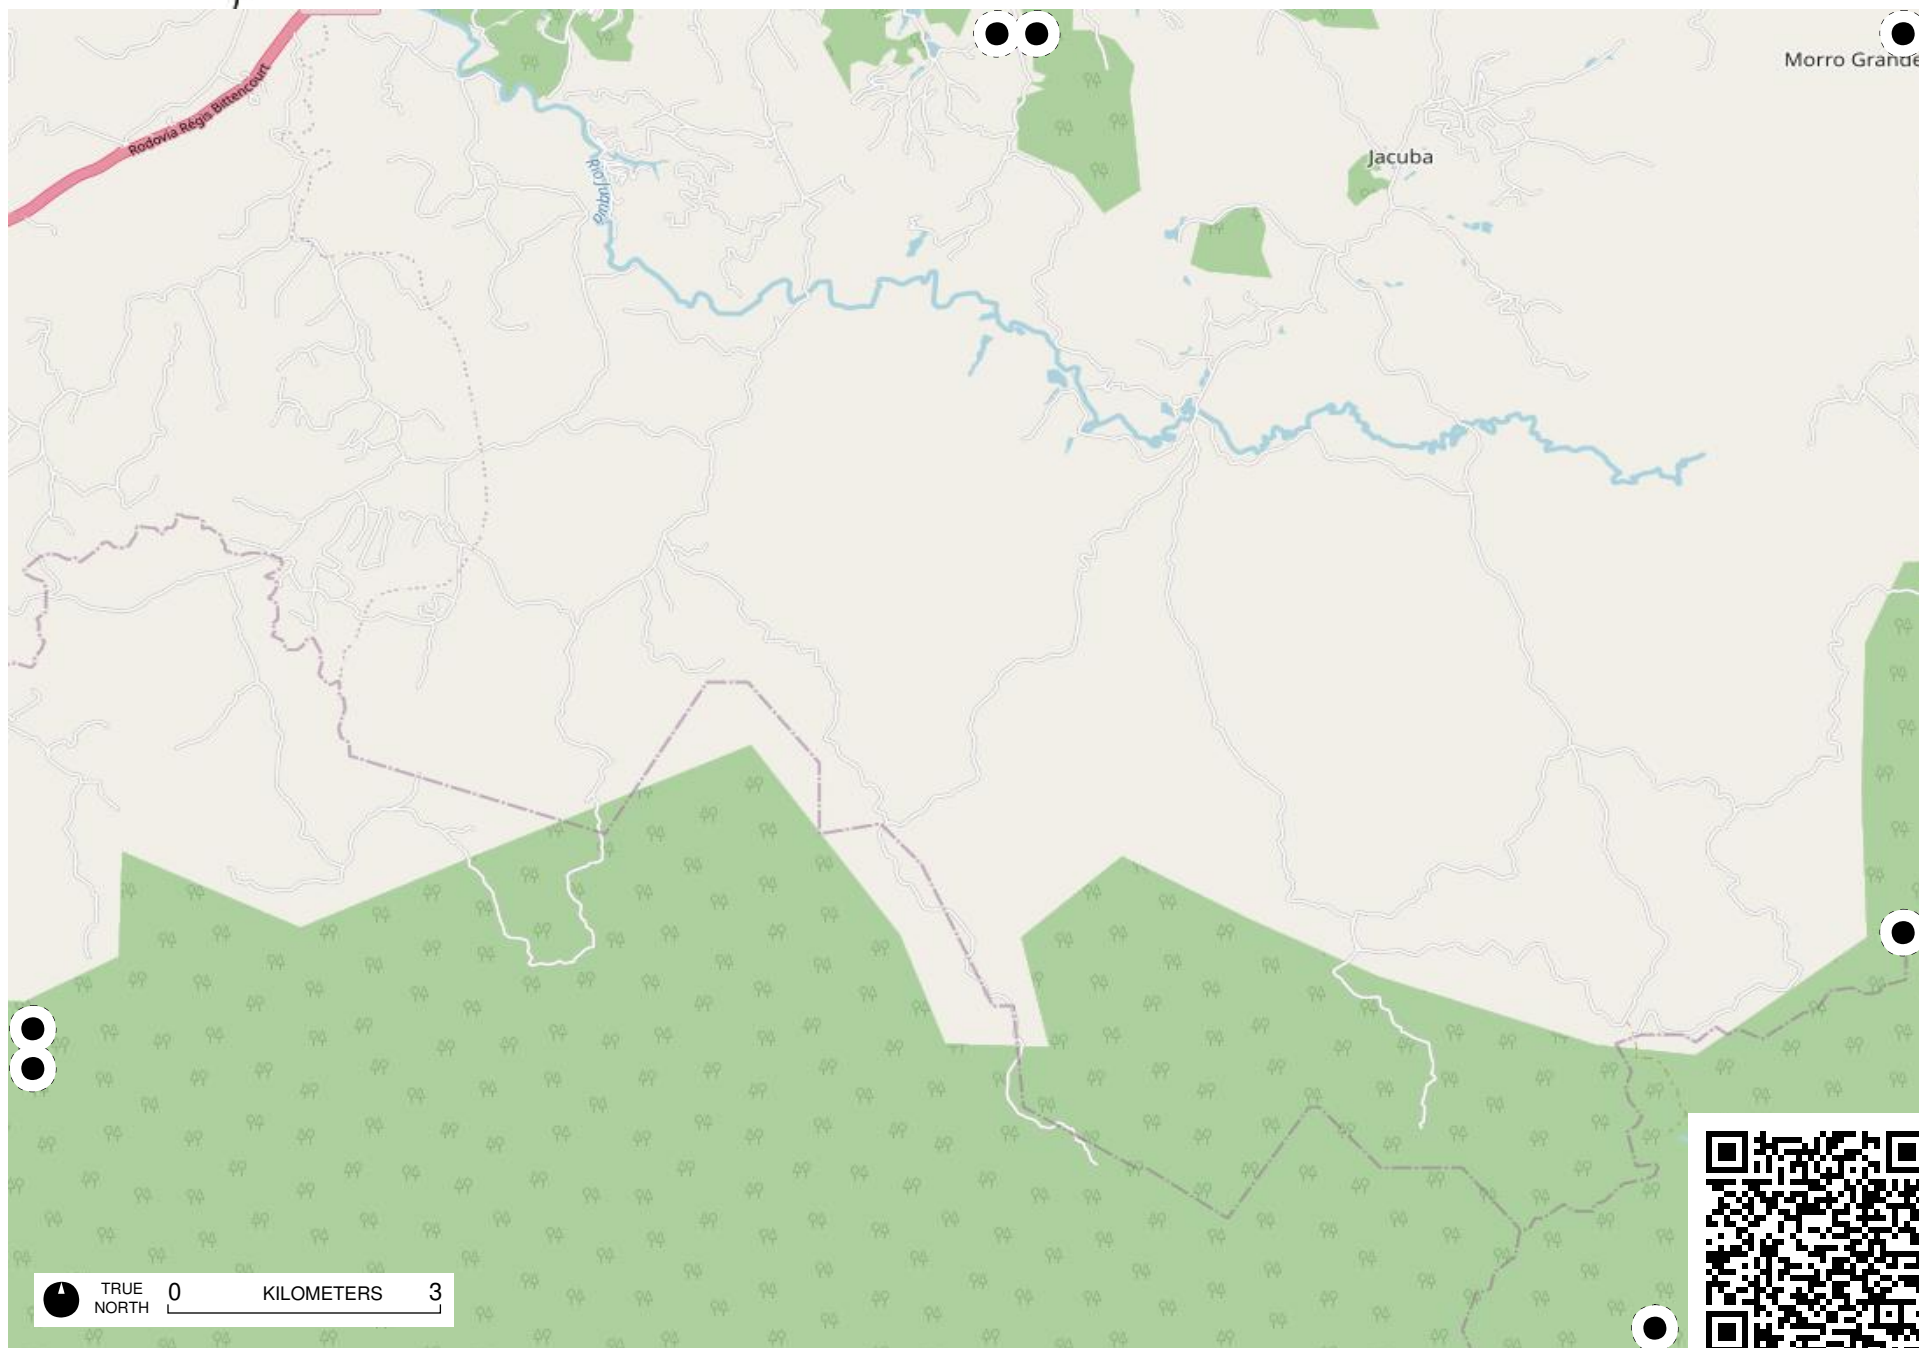 Morro Grande
Rodovia Régis Bittencourt
Jacuba
Rio Juquiá
TRUE
NORTH
0 KILOMETERS 3